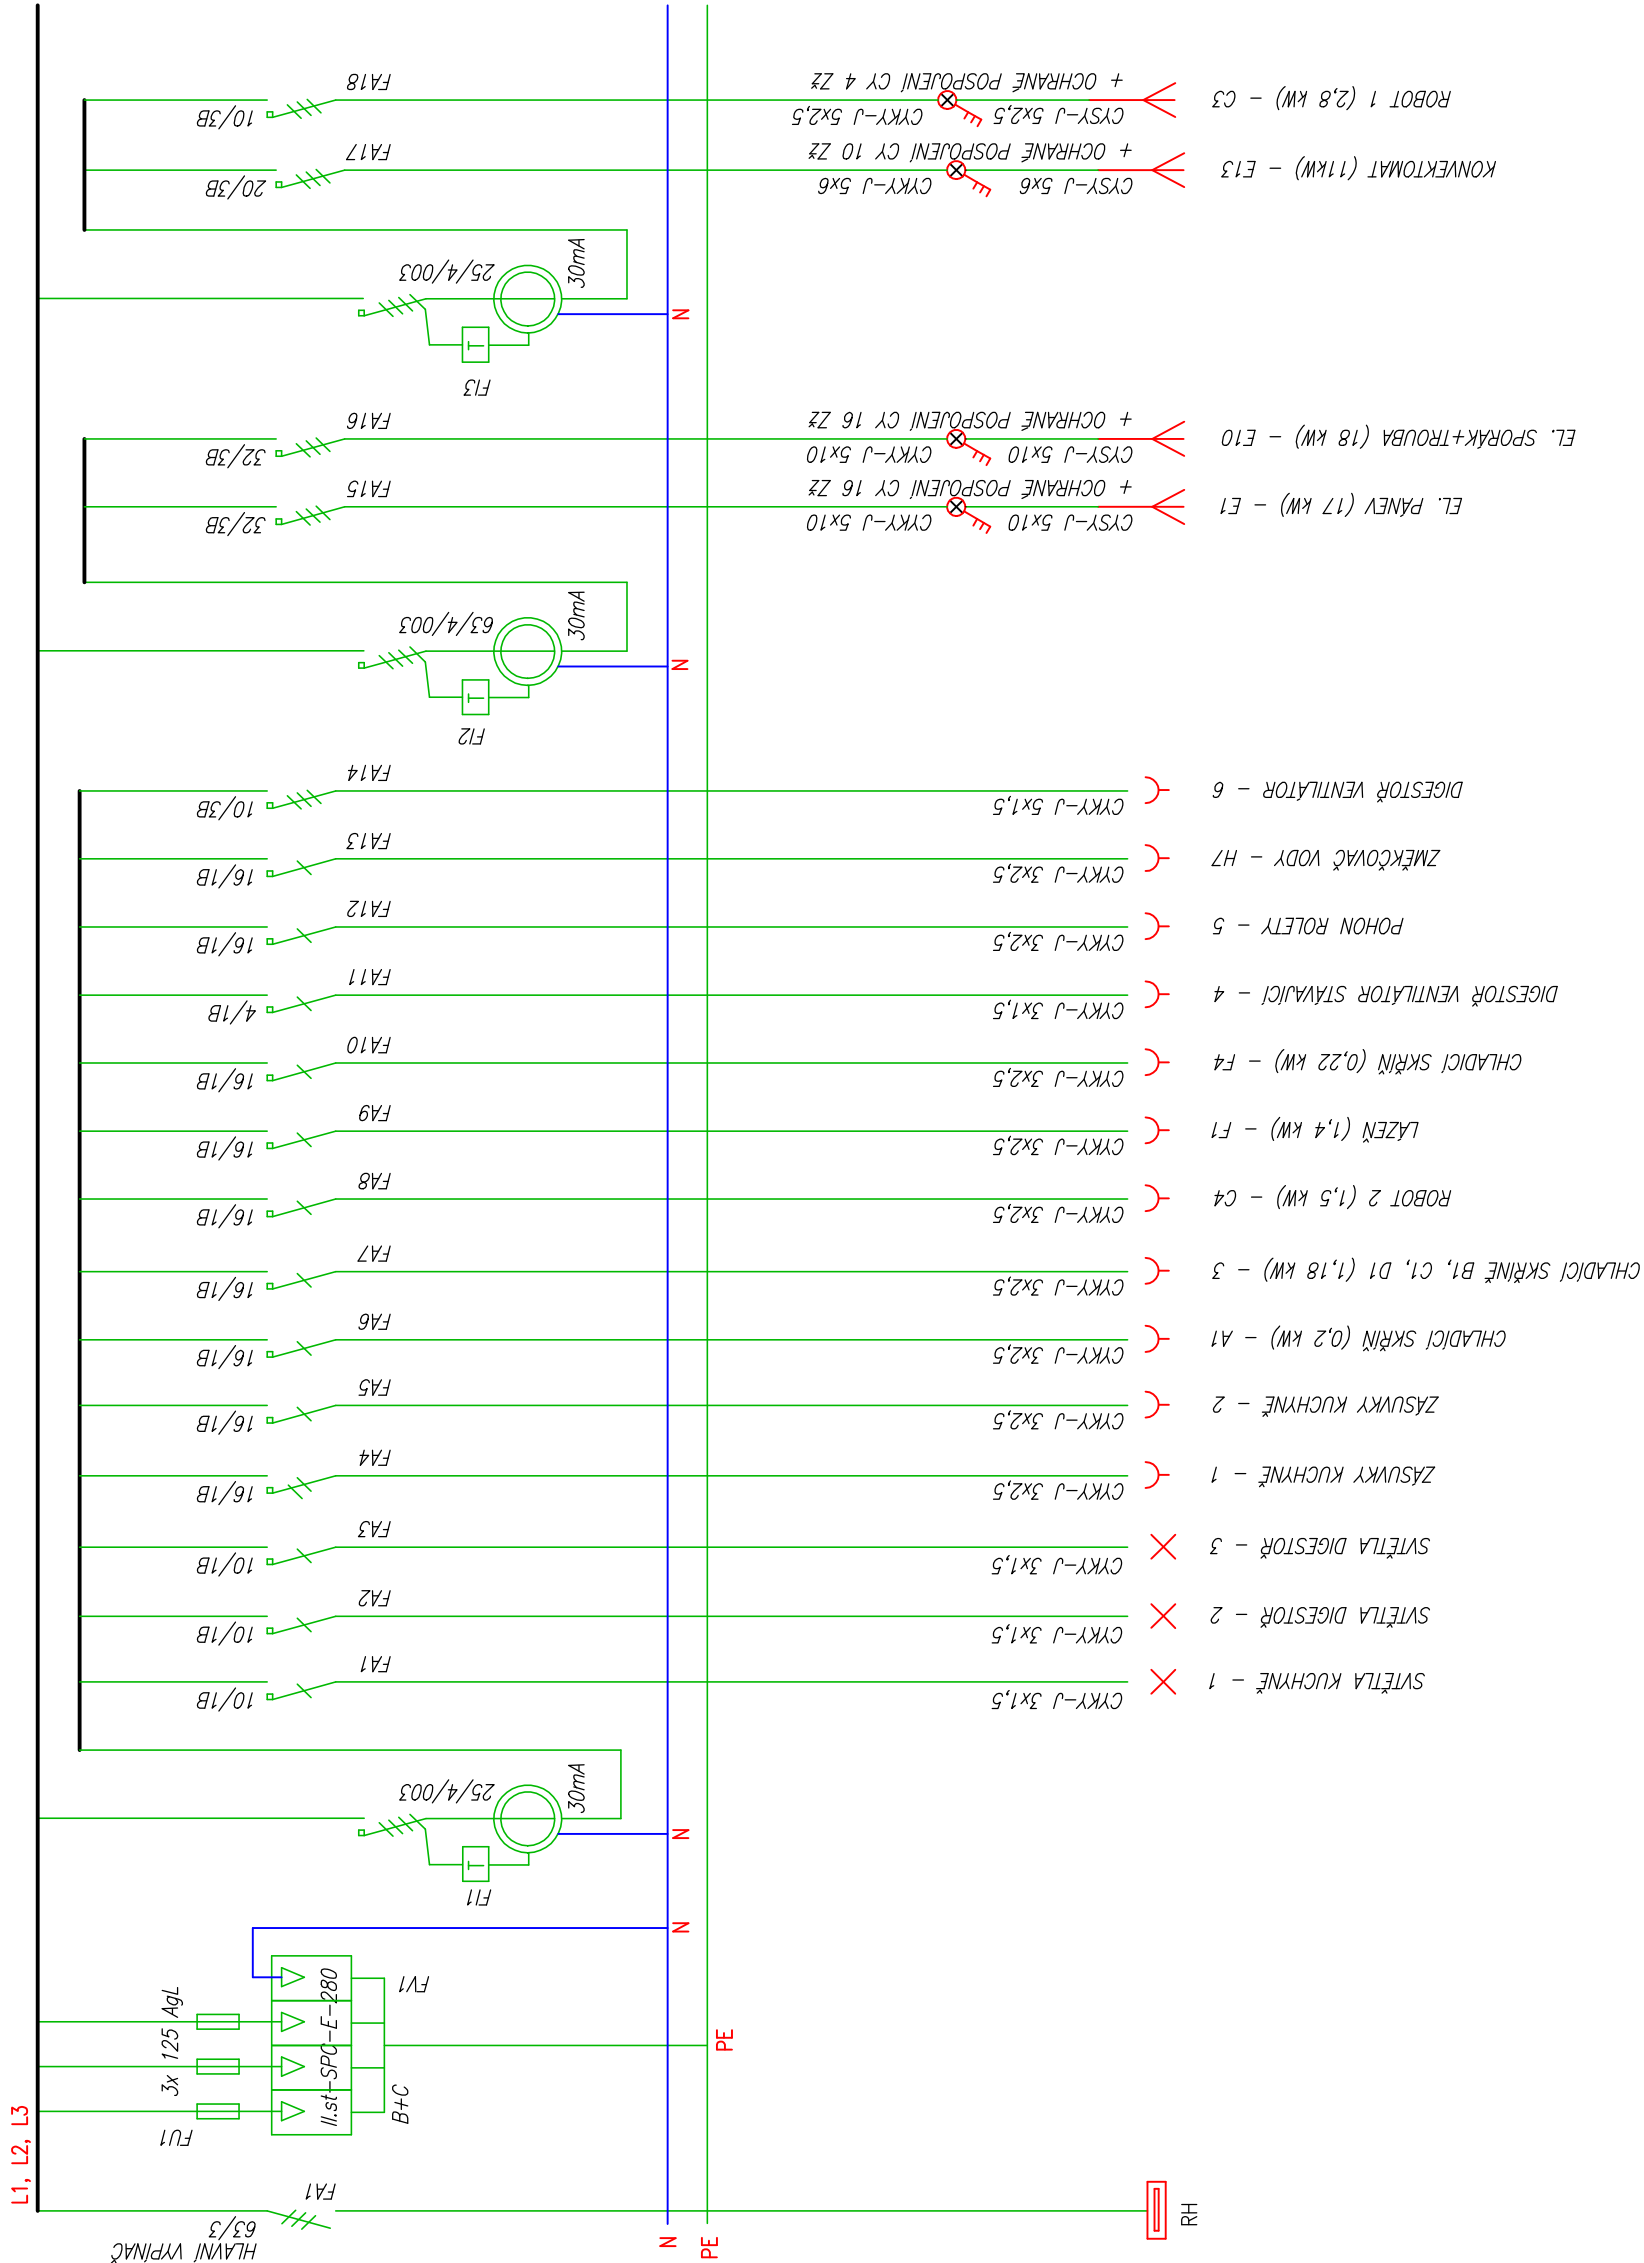 FA18
10/3B
+ OCHRANÉ POSPOJENÍ CY 4 ZŽ
CYKY-J 5x2,5
CYSY-J 5x2,5
ROBOT 1 (2,8 kW) - C3
FA17
20/3B
+ OCHRANÉ POSPOJENÍ CY 10 ZŽ
CYKY-J 5x6
CYSY-J 5x6
KONVEKTOMAT (11kW) - E13
25/4/003
30mA
N
FI3
FA16
32/3B
+ OCHRANÉ POSPOJENÍ CY 16 ZŽ
CYKY-J 5x10
CYSY-J 5x10
EL. SPORÁK+TROUBA (18 kW) - E10
FA15
32/3B
+ OCHRANÉ POSPOJENÍ CY 16 ZŽ
CYKY-J 5x10
CYSY-J 5x10
EL. PÁNEV (17 kW) - E1
63/4/003
30mA
N
FI2
FA14
10/3B
CYKY-J 5x1,5
DIGESTOŘ VENTILÁTOR - 6
FA13
16/1B
CYKY-J 3x2,5
ZMĚKČOVAČ VODY - H7
FA12
16/1B
CYKY-J 3x2,5
POHON ROLETY - 5
FA11
4/1B
CYKY-J 3x1,5
DIGESTOŘ VENTILÁTOR STÁVAJÍCÍ - 4
FA10
16/1B
CYKY-J 3x2,5
CHLADICÍ SKŘÍŇ (0,22 kW) - F4
FA9
16/1B
CYKY-J 3x2,5
LÁZEŇ (1,4 kW) - F1
FA8
16/1B
CYKY-J 3x2,5
ROBOT 2 (1,5 kW) - C4
FA7
16/1B
CYKY-J 3x2,5
CHLADÍCÍ SKŘÍNĚ B1, C1, D1 (1,18 kW) - 3
FA6
16/1B
CYKY-J 3x2,5
CHLADÍCÍ SKŘÍŇ (0,2 kW) - A1
FA5
16/1B
CYKY-J 3x2,5
ZÁSUVKY KUCHYNĚ - 2
FA4
16/1B
CYKY-J 3x2,5
ZÁSUVKY KUCHYNĚ - 1
FA3
10/1B
CYKY-J 3x1,5
SVTĚTLA DIGESTOŘ - 3
FA2
10/1B
CYKY-J 3x1,5
SVTĚTLA DIGESTOŘ - 2
FA1
10/1B
CYKY-J 3x1,5
SVTĚTLA KUCHYNĚ - 1
25/4/003
30mA
N
FI1
N
3x 125 AgL
FU1
II.st-SPC-E-280
FV1
B+C
PE
L1, L2, L3
FA1
63/3
HLAVNÍ VYPÍNAČ
N
PE
RH